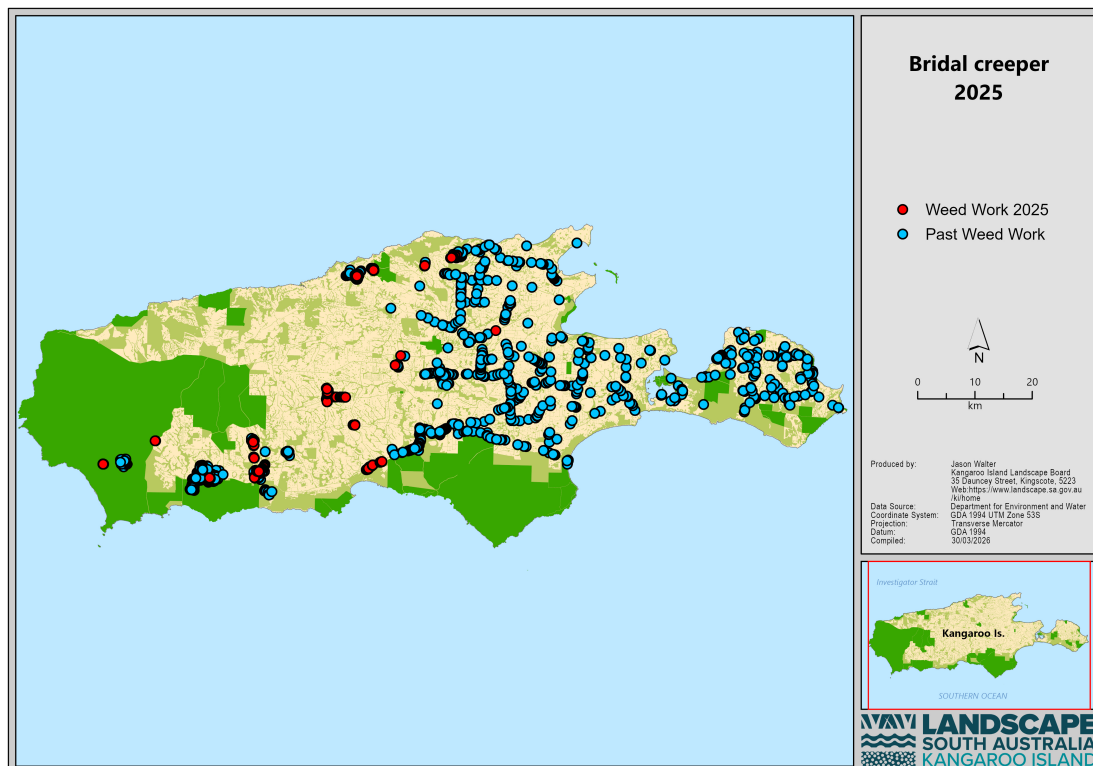 Bridal creeper
2025
Weed Work 2025
Past Weed Work
N
0 10 20
km
Produced by: Jason Walter
Kangaroo Island Landscape Board
35 Dauncey Street, Kingscote, 5223
Web:https://www.landscape.sa.gov.au
/ki/home
Data Source: Department for Environment and Water
Coordinate System: GDA 1994 UTM Zone 53S
Projection: Transverse Mercator
Datum: GDA 1994
Compiled: 30/03/2026
Investigator Strait
Kangaroo Is.
SOUTHERN OCEAN
LANDSCAPE
SOUTH AUSTRALIA
KANGAROO ISLAND